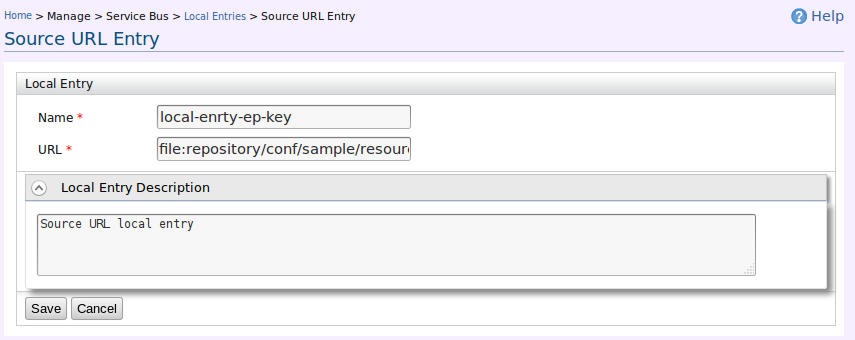 Home > Manage > Service Bus > Local Entries > Source URL Entry
Help
Source URL Entry
Local Entry
Name *
local-enrty-ep-key
URL *
file:repository/conf/sample/resour
Local Entry Description
Source URL local entry
Save Cancel